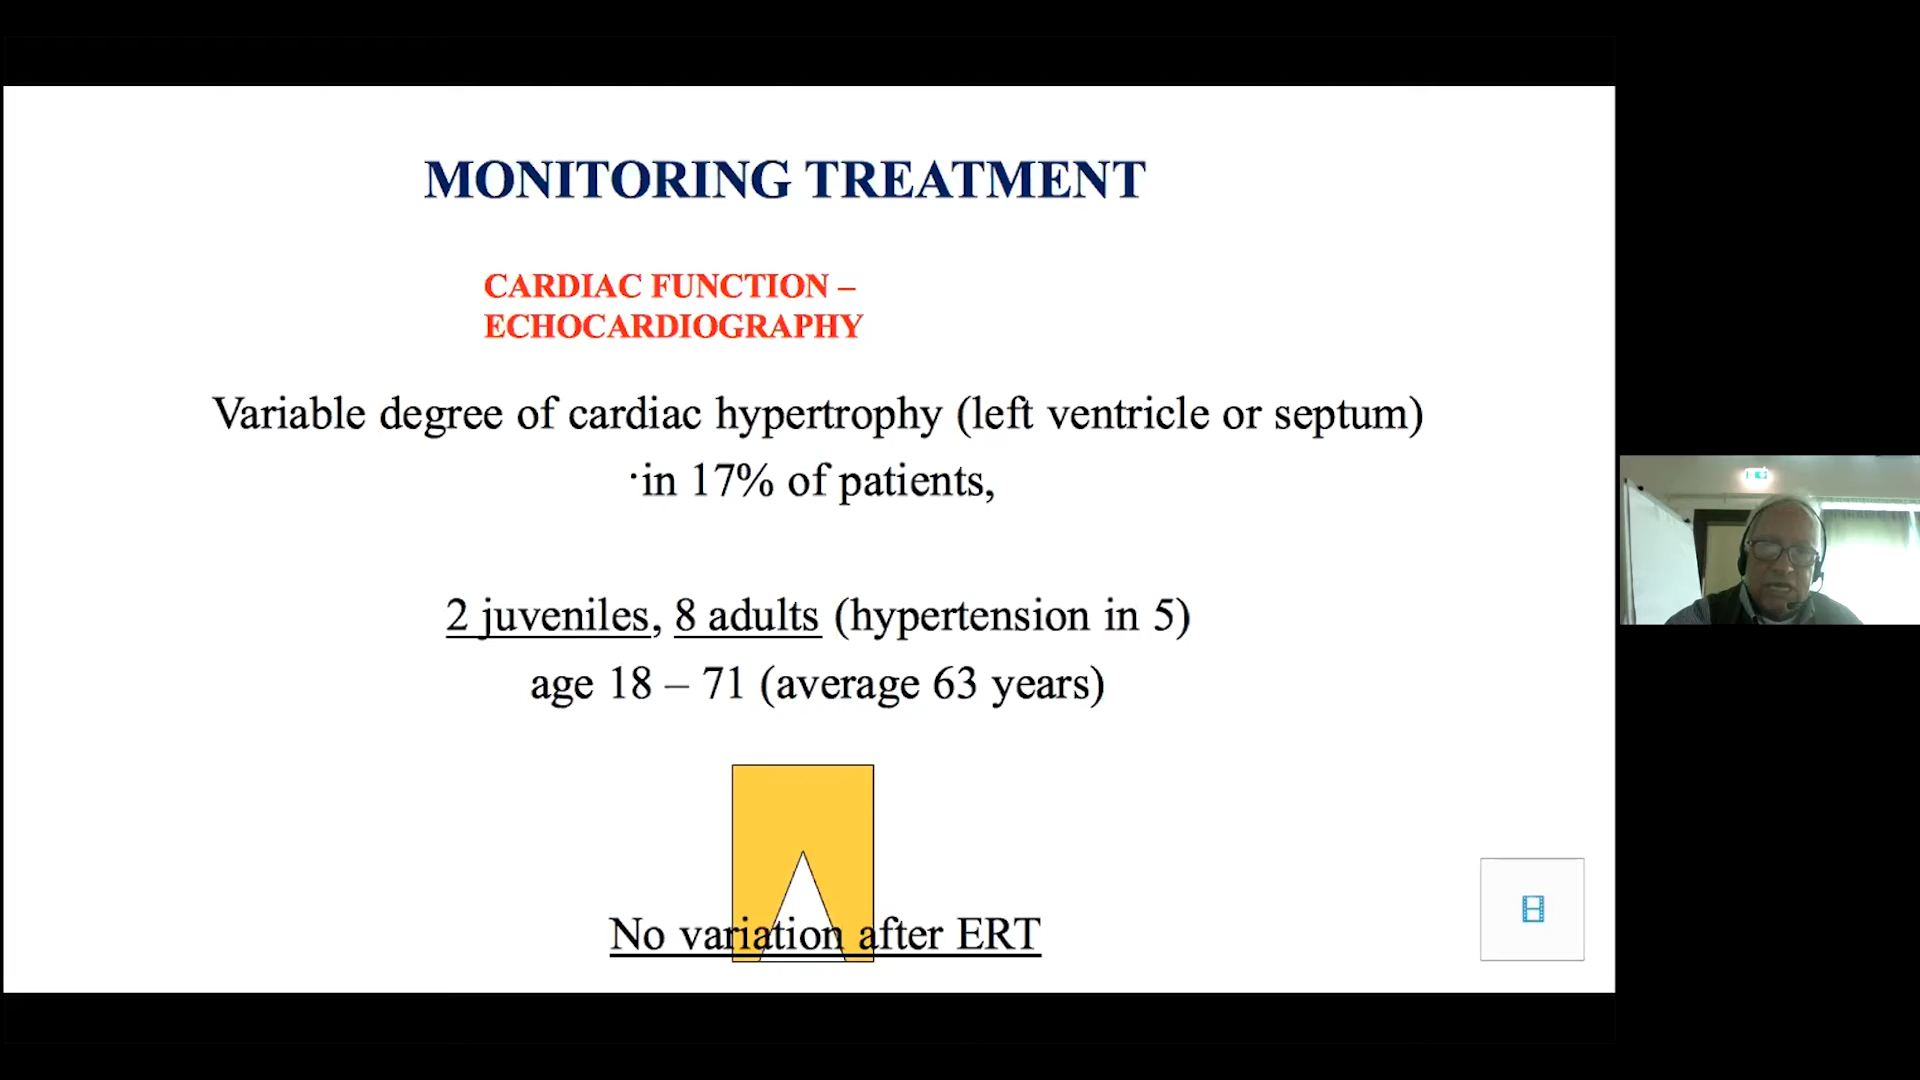 MONITORING TREATMENT
CARDIAC FUNCTION –
ECHOCARDIOGRAPHY
Variable degree of cardiac hypertrophy (left ventricle or septum)
·in 17% of patients,
2 juveniles, 8 adults (hypertension in 5)
age 18 – 71 (average 63 years)
No variation after ERT